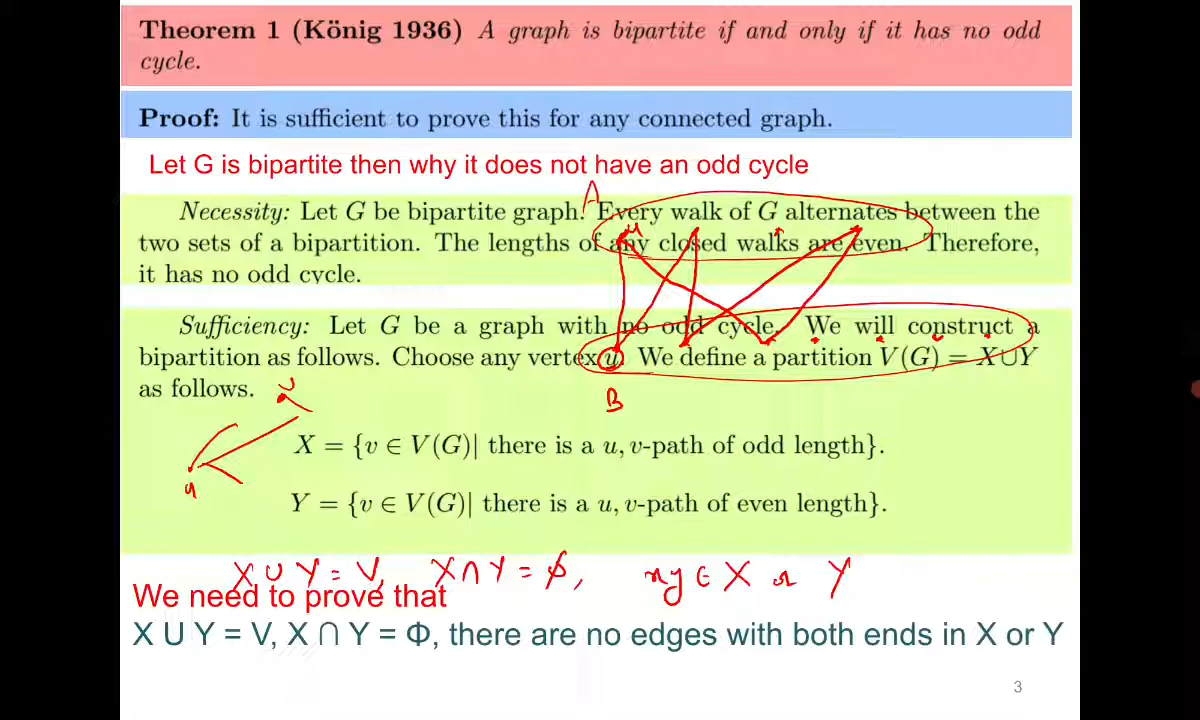 Theorem 1 (König 1936) A graph is bipartite if and only if it has no odd
cycle.
Proof: It is sufficient to prove this for any connected graph.
Let G is bipartite then why it does not have an odd cycle
A
Necessity: Let G be bipartite graph. Every walk of G alternates between the
two sets of a bipartition. The lengths of any closed walks are even. Therefore,
it has no odd cycle.
Sufficiency: Let G be a graph with no odd cycle. We will construct a
bipartition as follows. Choose any vertex u. We define a partition V(G) = X∪Y
as follows.
B
X = {v ∈ V(G)| there is a u, v-path of odd length}.
u
Y = {v ∈ V(G)| there is a u, v-path of even length}.
X ∪ Y = V, X ∩ Y = ϕ, xy ∈ X or Y
We need to prove that
X U Y = V, X ∩ Y = Φ, there are no edges with both ends in X or Y
3